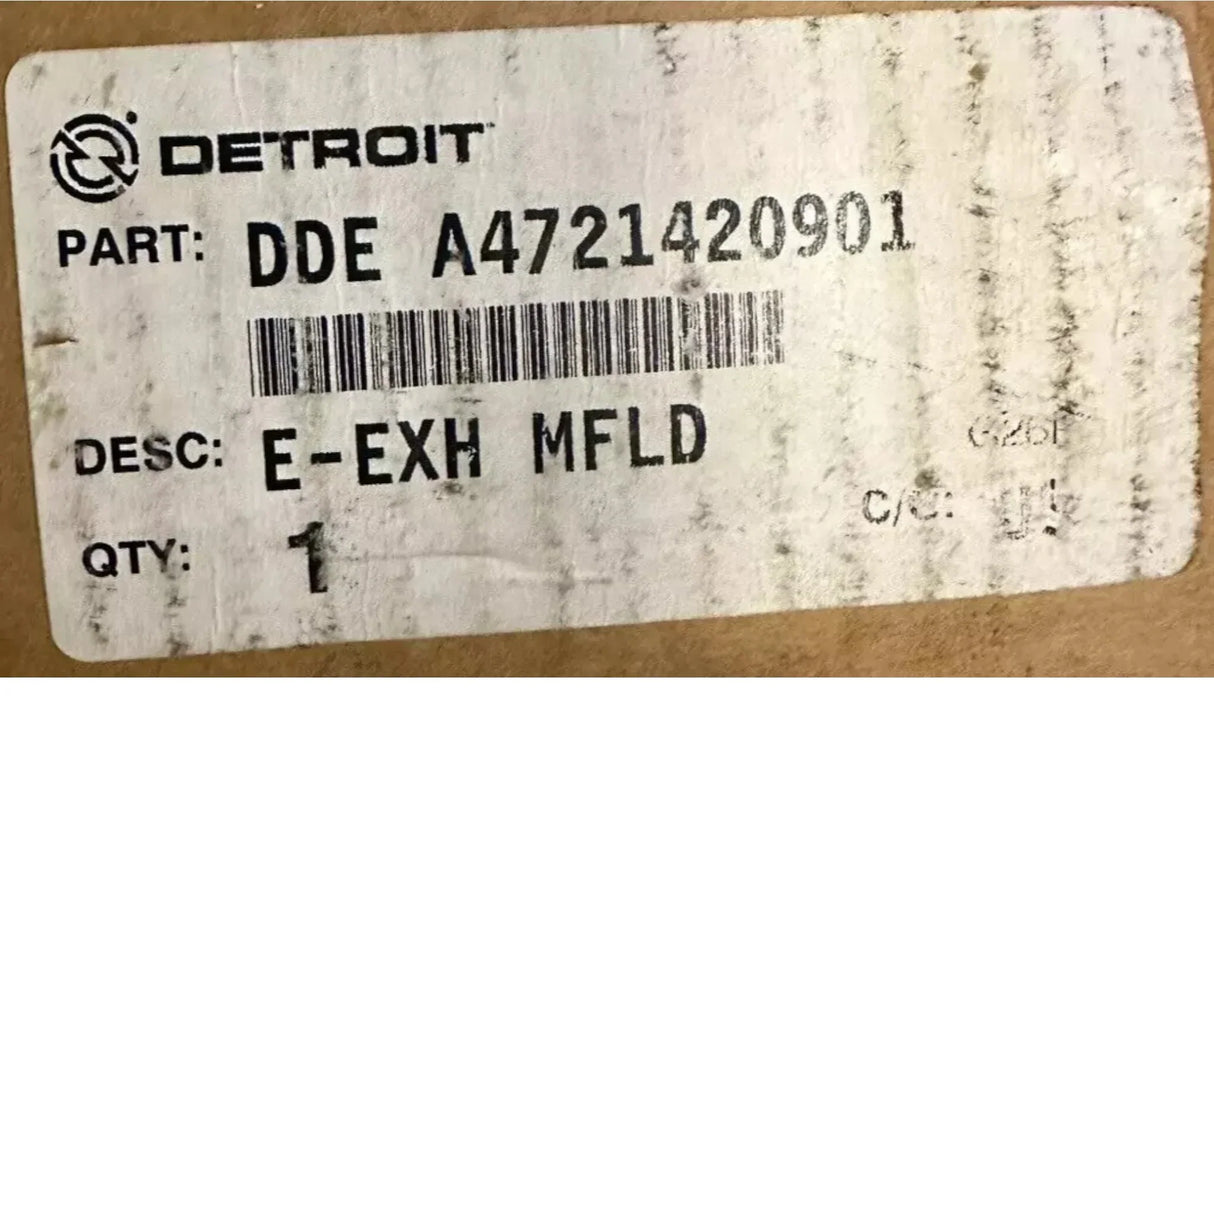 DETROIT
PART: DDE A4721420901
DESC: E-EXH MFLD
C/C:
QTY: 1